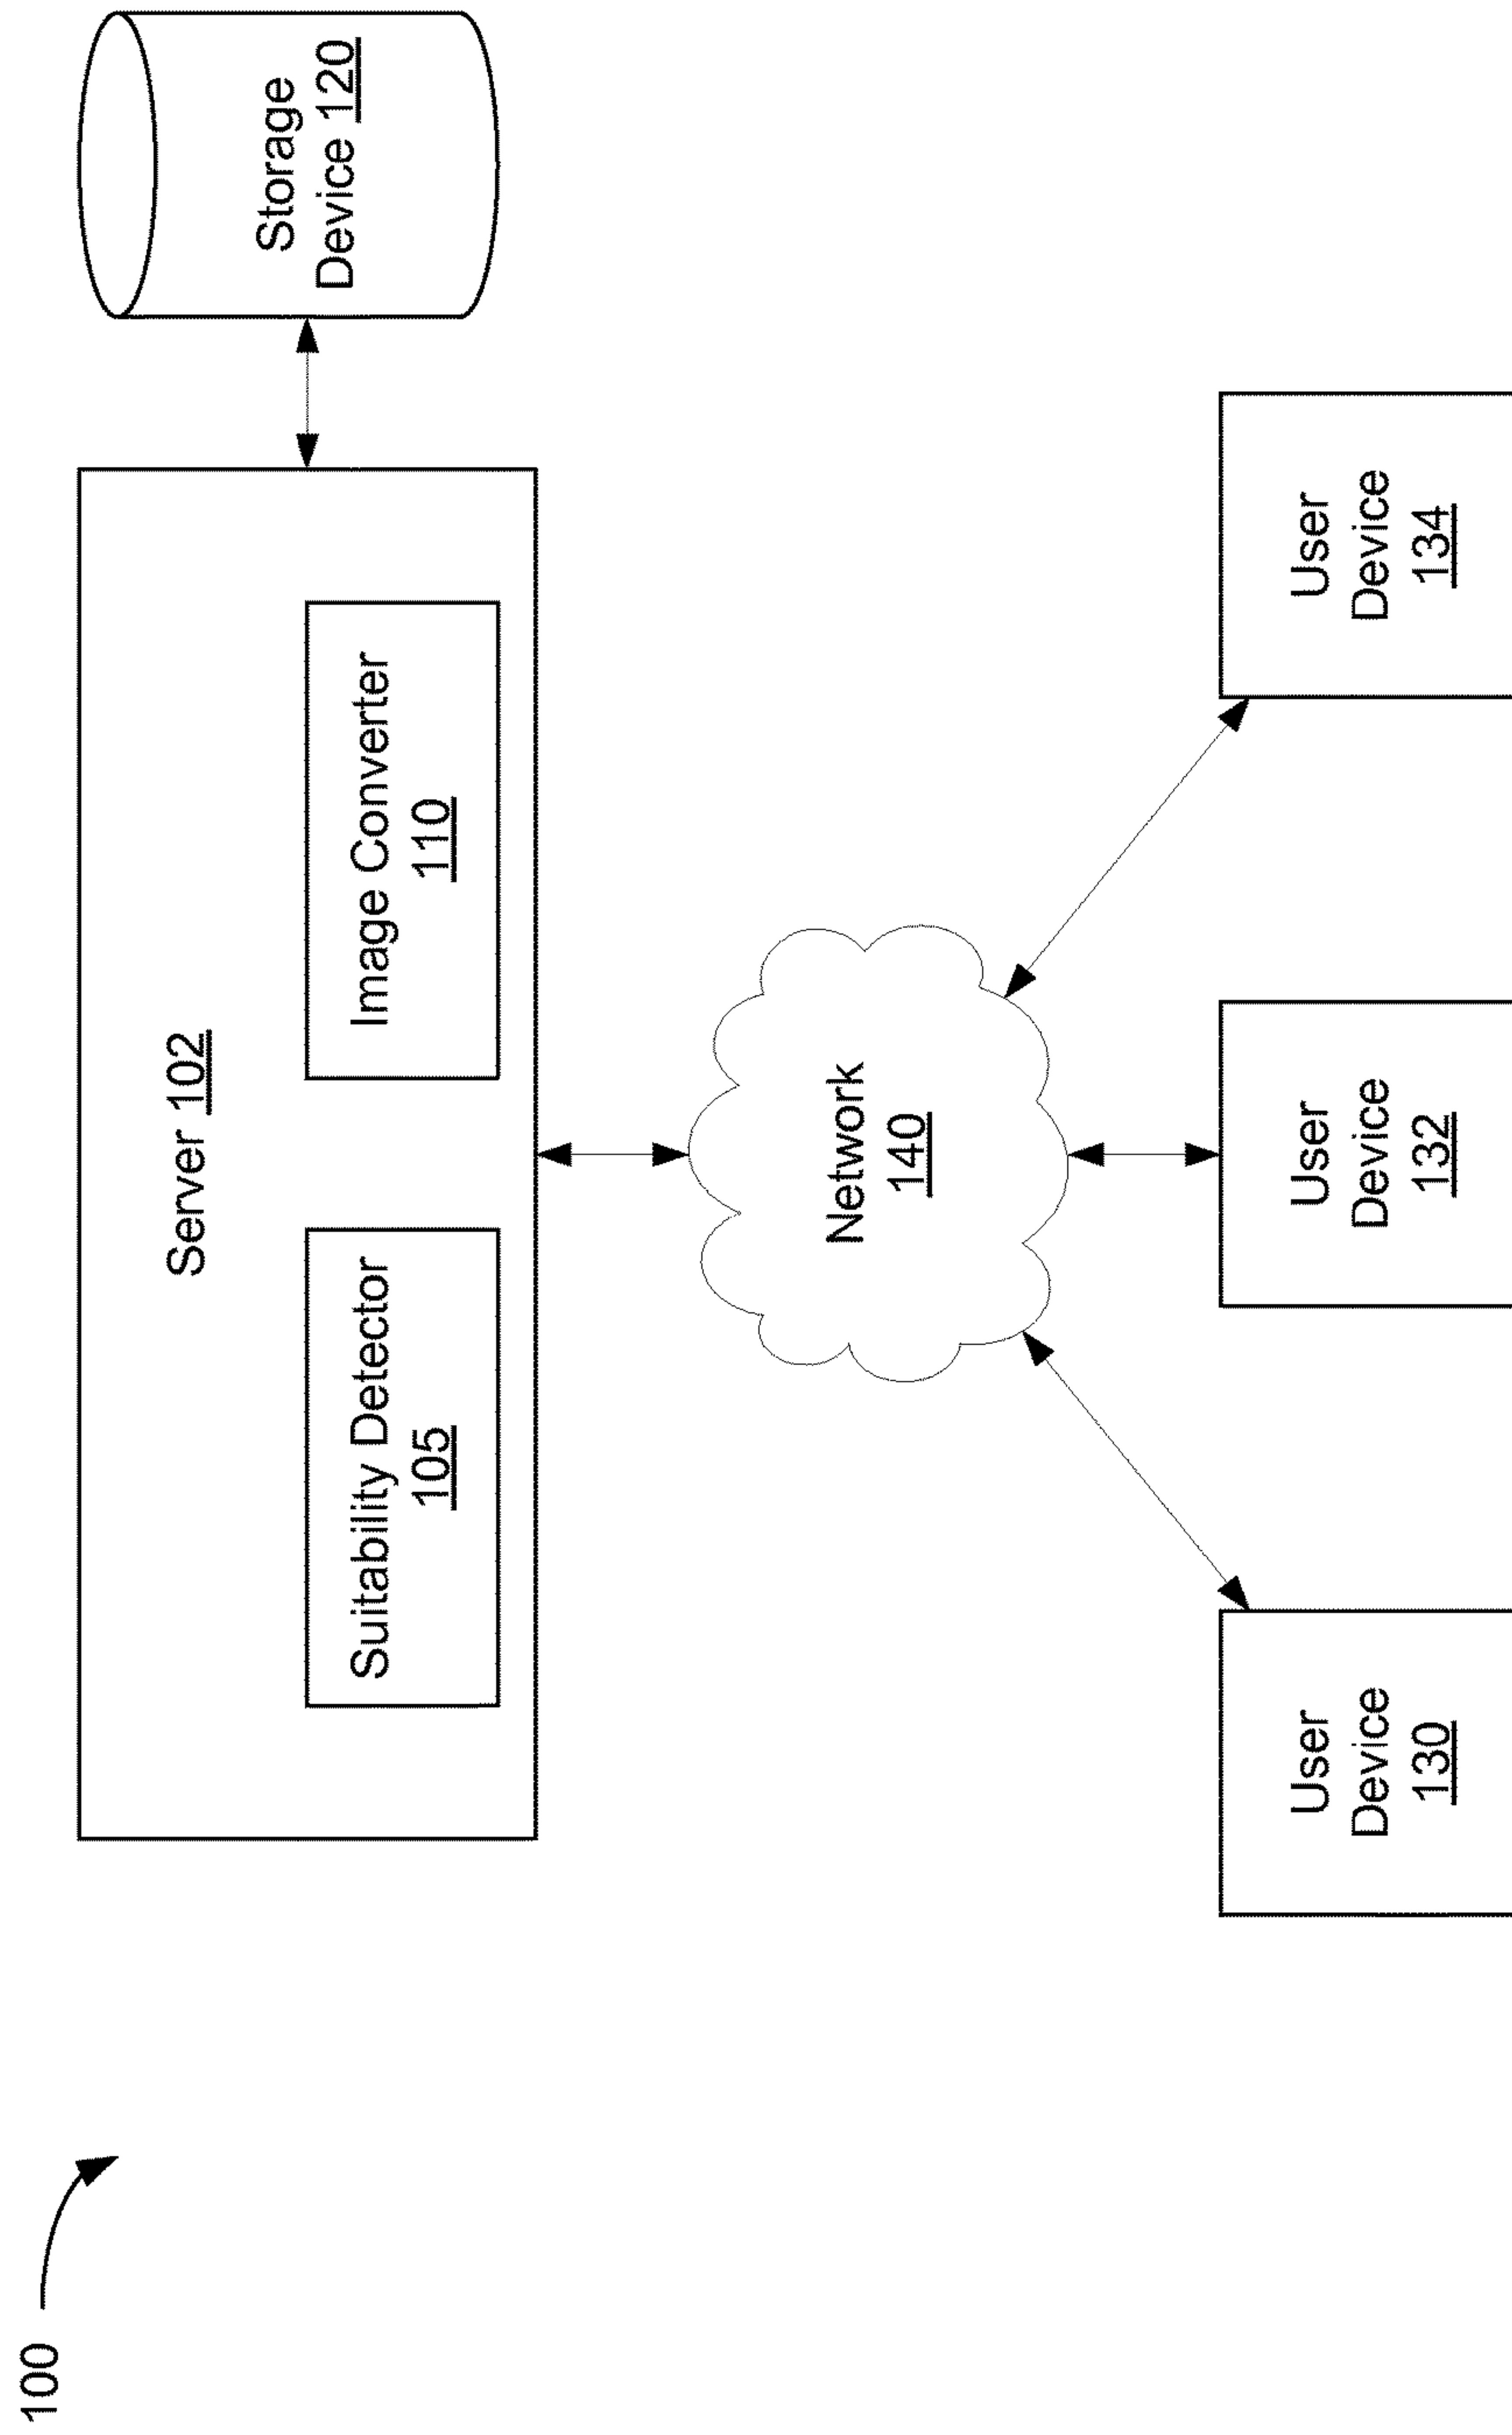 100
Server 102
Suitability Detector
105
Image Converter
110
Storage
Device 120
Network
140
User
Device
130
User
Device
132
User
Device
134